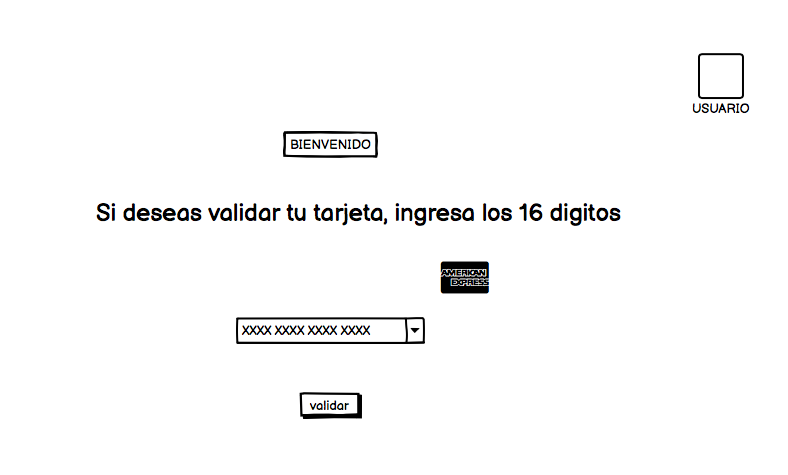 USUARIO
BIENVENIDO
Si deseas validar tu tarjeta, ingresa los 16 digitos
AMERICAN
EXPRESS
XXXX XXXX XXXX XXXX
validar